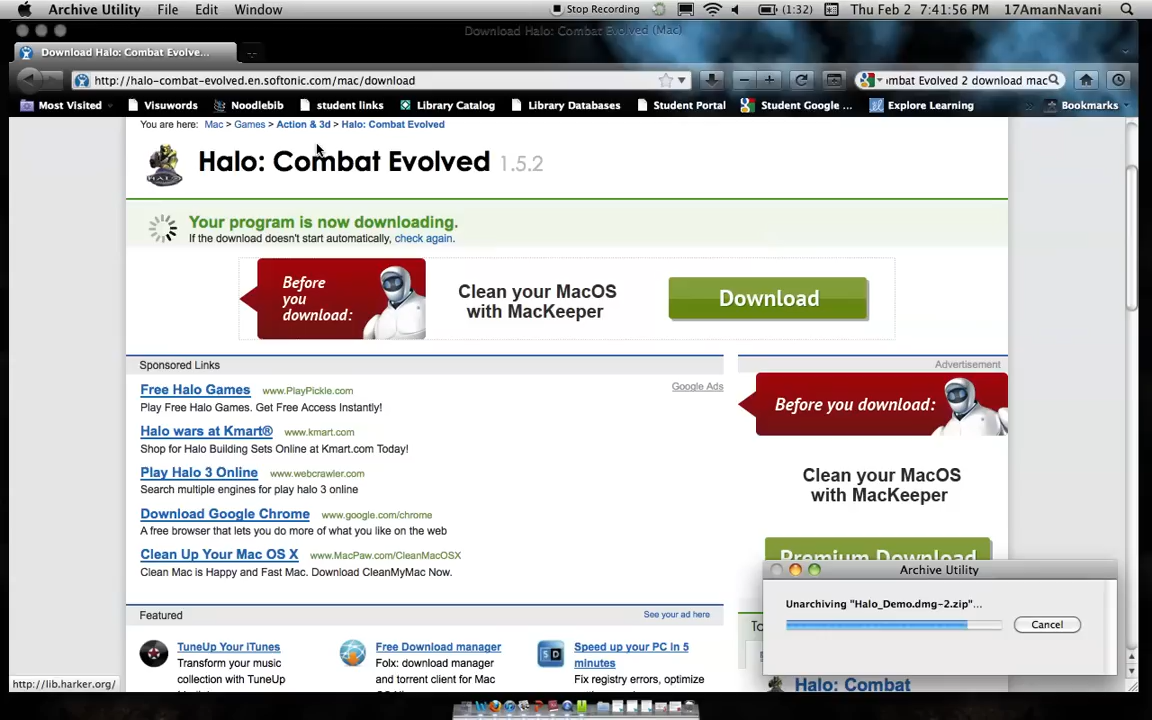 Archive Utility File Edit Window Stop Recording (1:32) Thu Feb 2 7:41:56 PM 17AmanNavani
Download Halo: Combat Evolved (Mac)
Download Halo: Combat Evolve...
http://halo-combat-evolved.en.softonic.com/mac/download mbat Evolved 2 download mac
Most Visited Visuwords Noodlebib student links Library Catalog Library Databases Student Portal Student Google ... Explore Learning Bookmarks
You are here: Mac > Games > Action & 3d > Halo: Combat Evolved
Halo: Combat Evolved 1.5.2
Your program is now downloading.
If the download doesn't start automatically, check again.
Before
you
download:
Clean your MacOS
with MacKeeper
Download
Sponsored Links
Google Ads
Free Halo Games www.PlayPickle.com
Play Free Halo Games. Get Free Access Instantly!
Halo wars at Kmart® www.kmart.com
Shop for Halo Building Sets Online at Kmart.com Today!
Play Halo 3 Online www.webcrawler.com
Search multiple engines for play halo 3 online
Download Google Chrome www.google.com/chrome
A free browser that lets you do more of what you like on the web
Clean Up Your Mac OS X www.MacPaw.com/CleanMacOSX
Clean Mac is Happy and Fast Mac. Download CleanMyMac Now.
Advertisement
Before you download:
Clean your MacOS
with MacKeeper
Premium Download
Archive Utility
Unarchiving "Halo_Demo.dmg-2.zip"...
Cancel
Featured See your ad here
TuneUp Your iTunes
Transform your music
collection with TuneUp
Free Download manager
Folx: download manager
and torrent client for Mac
Speed up your PC in 5
minutes
Fix registry errors, optimize
To
Halo: Combat
http://lib.harker.org/